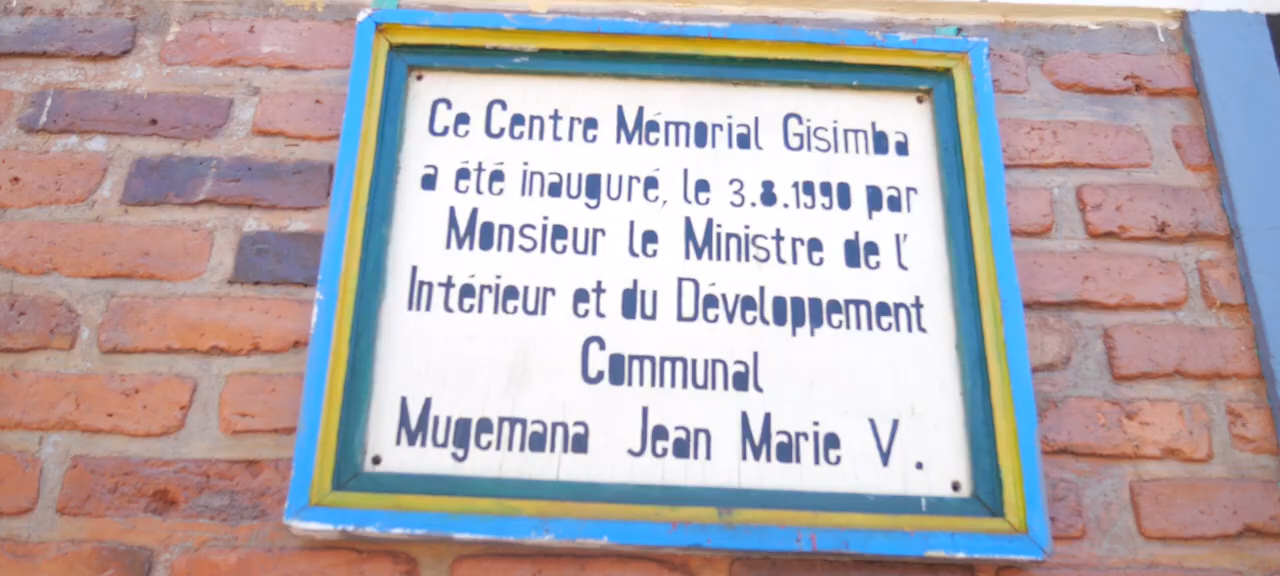 Ce Centre Mémorial Gisimba
a été inauguré, le 3.8.1990 par
Monsieur le Ministre de l'
Intérieur et du Développement
Communal
Mugemana Jean Marie V.